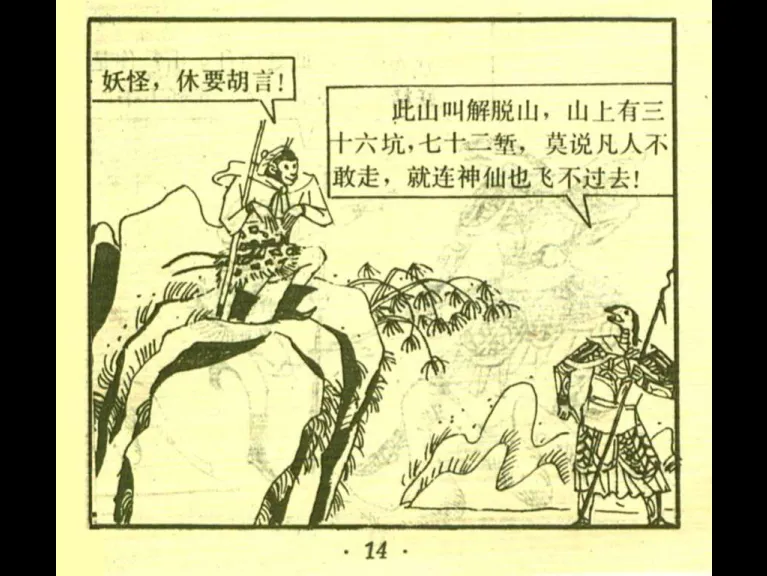 妖怪，休要胡言！
此山叫解脱山，山上有三
十六坑，七十二堑，莫说凡人不
敢走，就连神仙也飞不过去！
· 14 ·